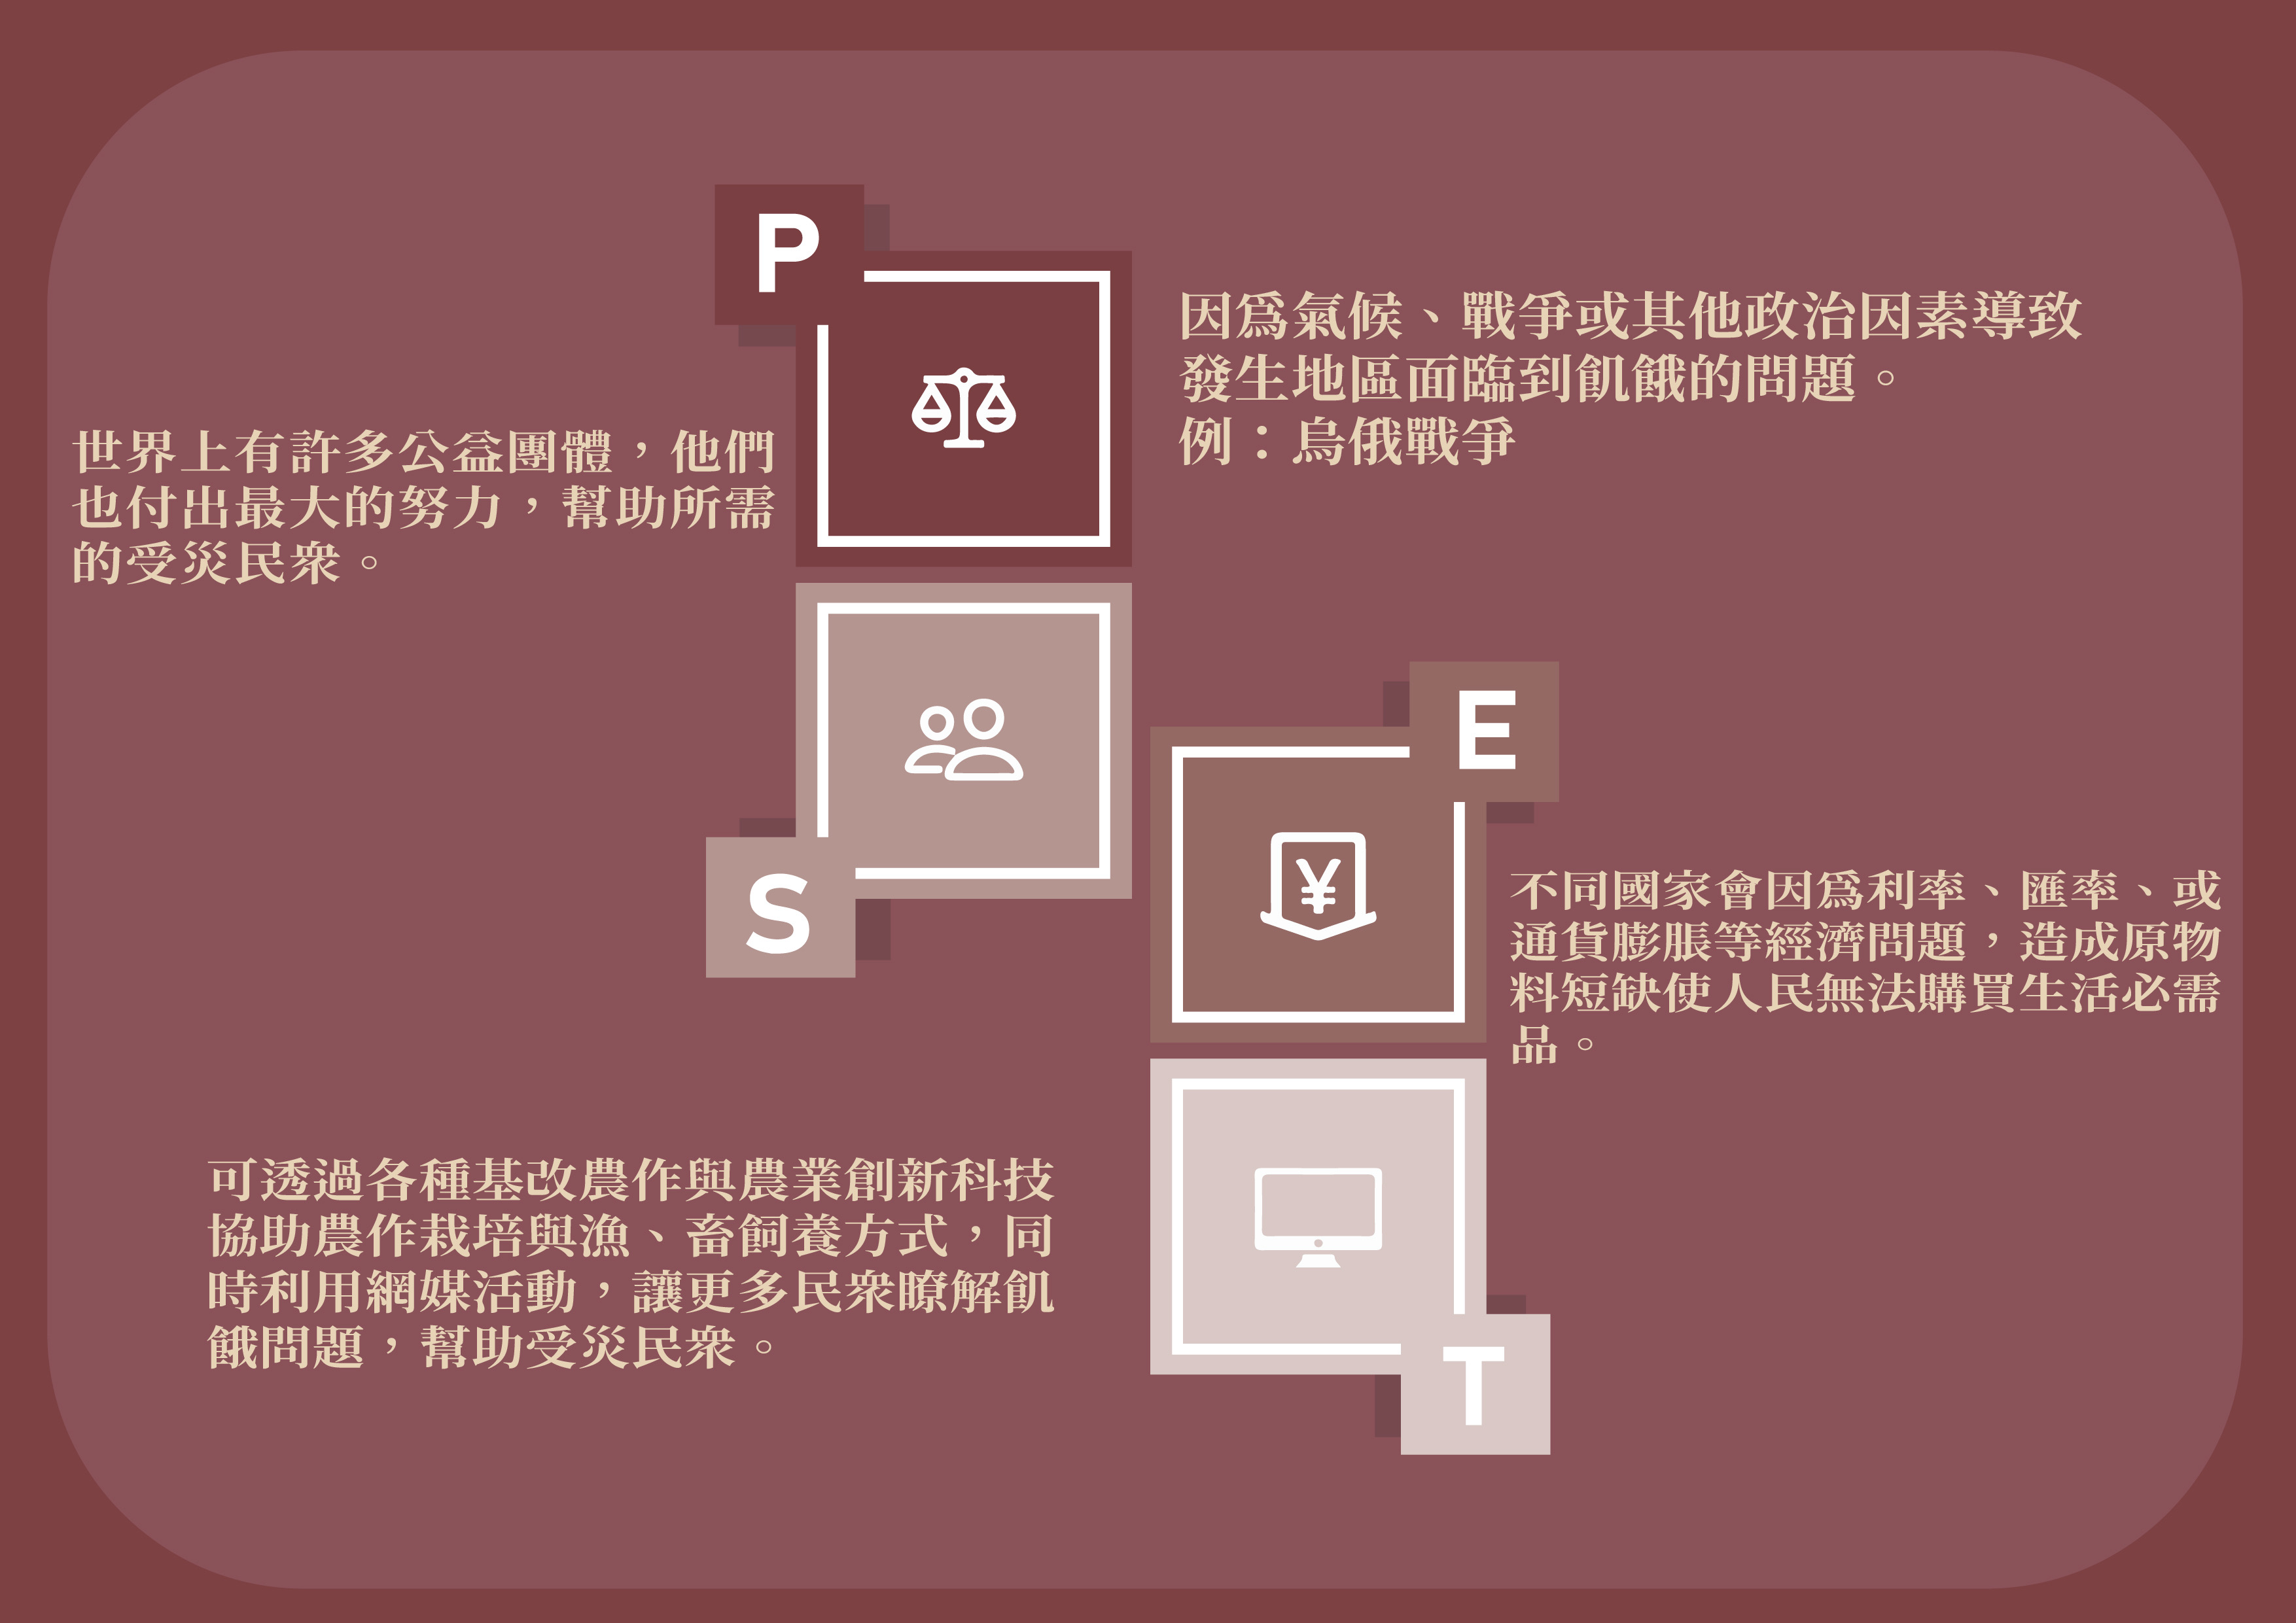 P
因為氣候、戰爭或其他政治因素導致
發生地區面臨到飢餓的問題。
例：烏俄戰爭
世界上有許多公益團體，他們
也付出最大的努力，幫助所需
的受災民眾。
S
E
¥
不同國家會因為利率、匯率、或
通貨膨脹等經濟問題，造成原物
料短缺使人民無法購買生活必需
品。
可透過各種基改農作與農業創新科技
協助農作栽培與漁、畜飼養方式，同
時利用網媒活動，讓更多民眾瞭解飢
餓問題，幫助受災民眾。
T